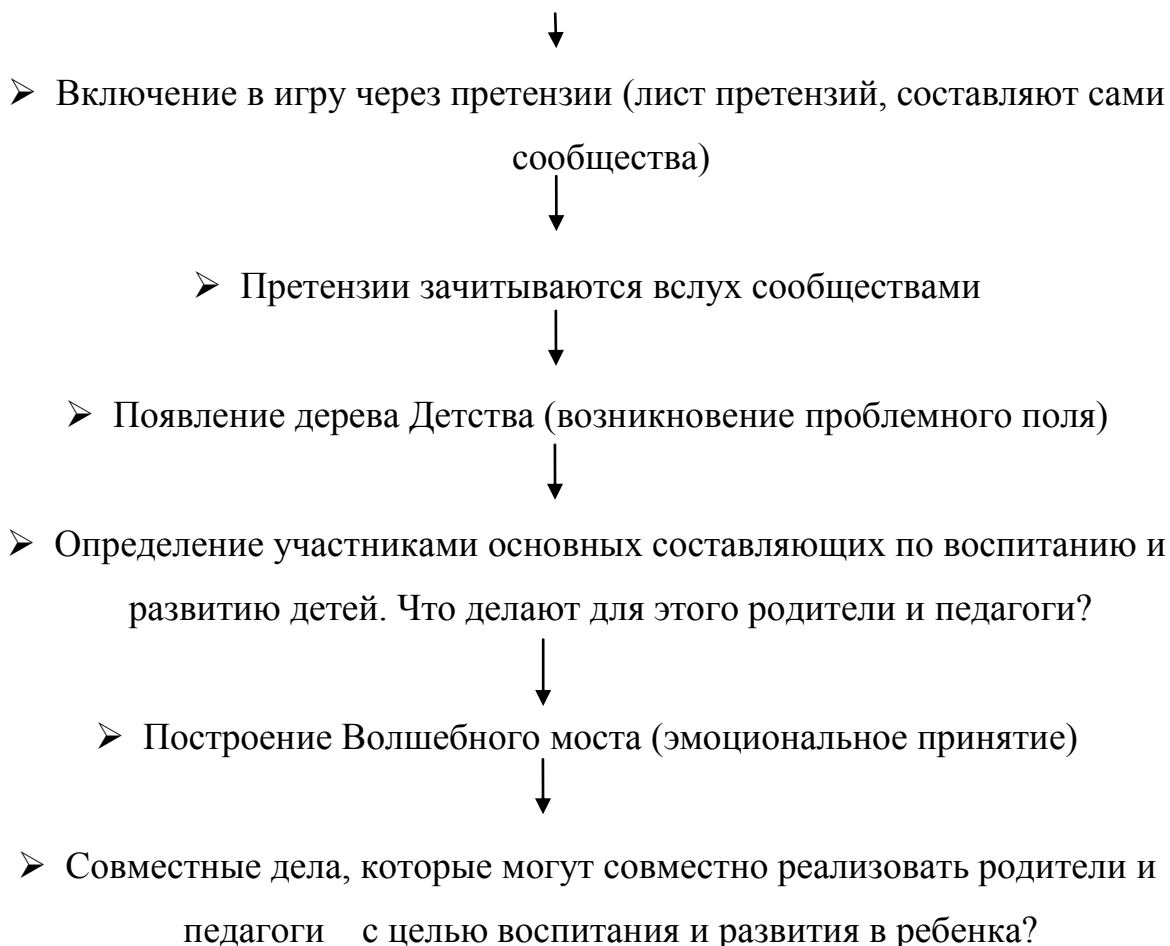 ➢ Включение в игру через претензии (лист претензий, составляют сами
сообщества)
➢ Претензии зачитываются вслух сообществами
➢ Появление дерева Детства (возникновение проблемного поля)
➢ Определение участниками основных составляющих по воспитанию и
развитию детей. Что делают для этого родители и педагоги?
➢ Построение Волшебного моста (эмоциональное принятие)
➢ Совместные дела, которые могут совместно реализовать родители и
педагоги с целью воспитания и развития в ребенка?